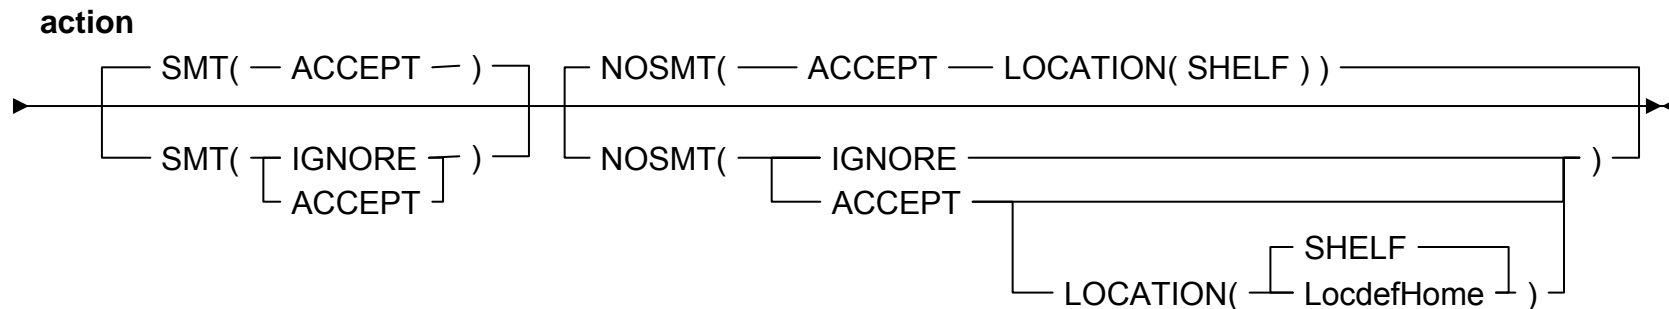 action
SMT( ACCEPT ) NOSMT( ACCEPT LOCATION( SHELF ) )
SMT( IGNORE ) NOSMT( IGNORE )
ACCEPT ACCEPT
SHELF
LOCATION( LocdefHome )